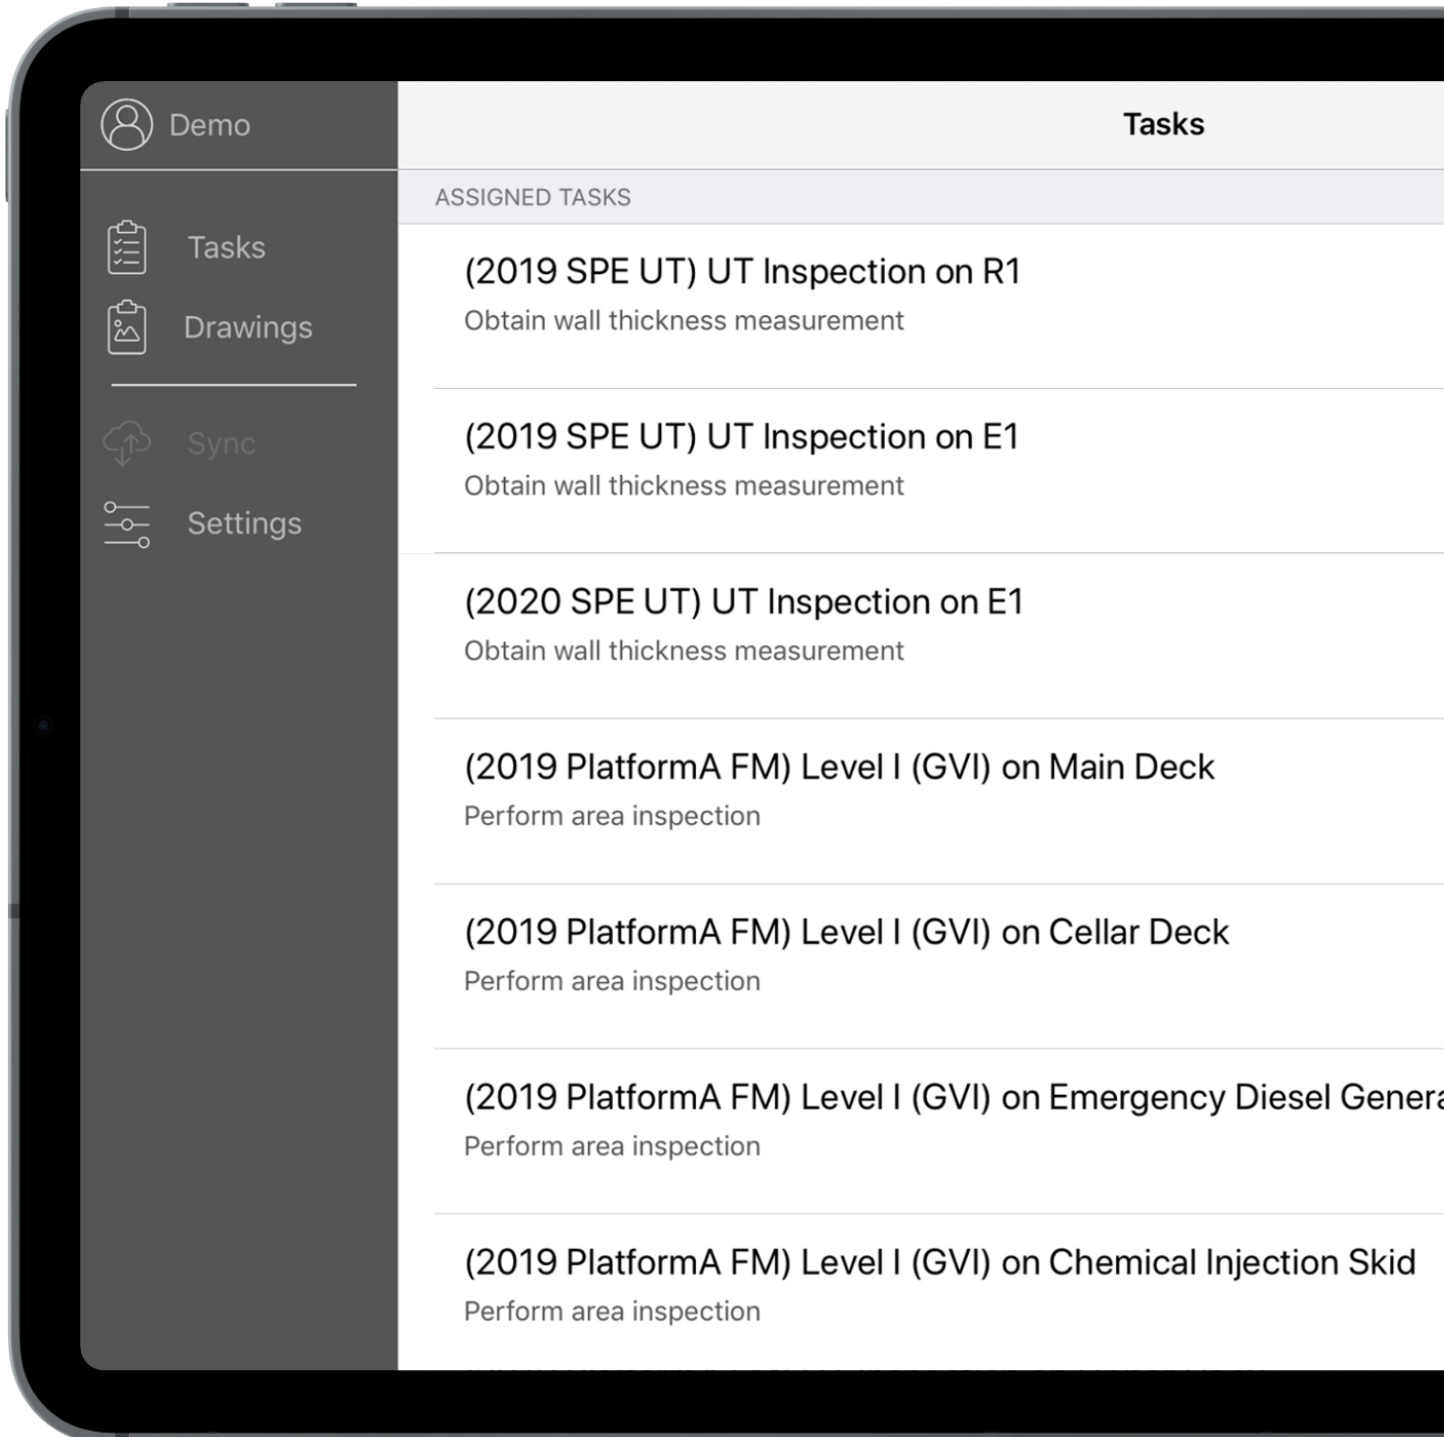 Demo
Tasks
Drawings
Sync
Settings
Tasks
ASSIGNED TASKS
(2019 SPE UT) UT Inspection on R1
Obtain wall thickness measurement
(2019 SPE UT) UT Inspection on E1
Obtain wall thickness measurement
(2020 SPE UT) UT Inspection on E1
Obtain wall thickness measurement
(2019 PlatformA FM) Level I (GVI) on Main Deck
Perform area inspection
(2019 PlatformA FM) Level I (GVI) on Cellar Deck
Perform area inspection
(2019 PlatformA FM) Level I (GVI) on Emergency Diesel
Perform area inspection
(2019 PlatformA FM) Level I (GVI) on Chemical Injection Skid
Perform area inspection